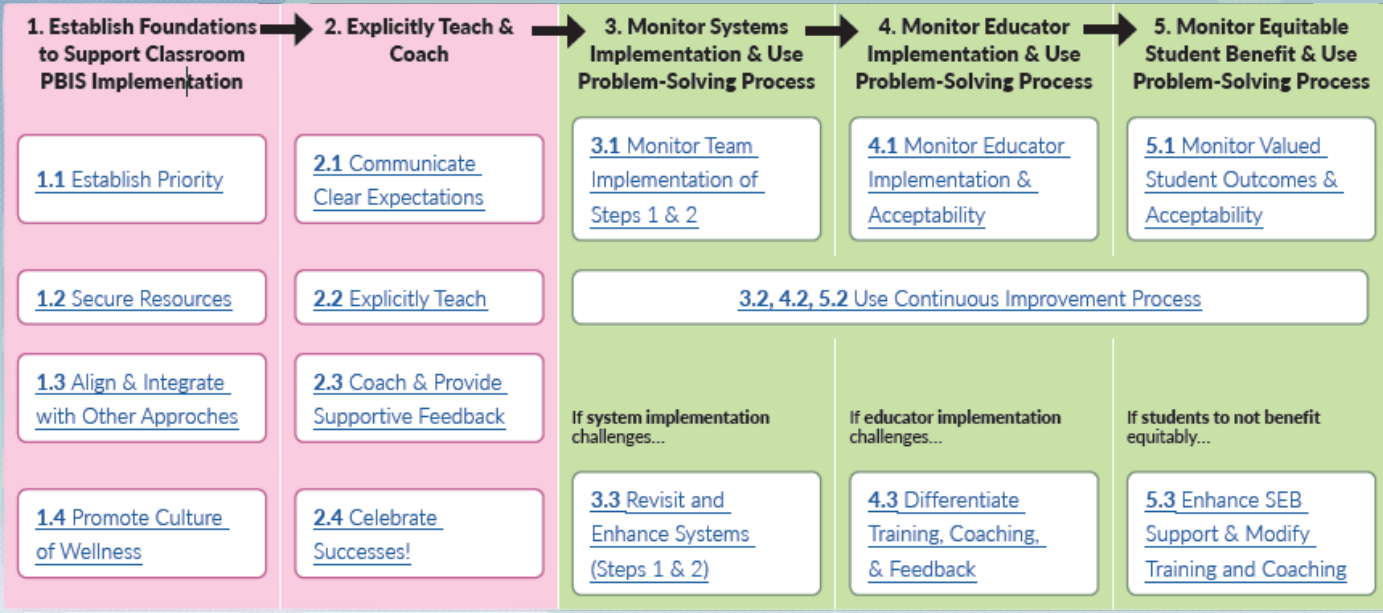 1. Establish Foundations
to Support Classroom
PBIS Implementation
2. Explicitly Teach &
Coach
3. Monitor Systems
Implementation & Use
Problem-Solving Process
4. Monitor Educator
Implementation & Use
Problem-Solving Process
5. Monitor Equitable
Student Benefit & Use
Problem-Solving Process
1.1 Establish Priority
2.1 Communicate
Clear Expectations
3.1 Monitor Team
Implementation of
Steps 1 & 2
4.1 Monitor Educator
Implementation &
Acceptability
5.1 Monitor Valued
Student Outcomes &
Acceptability
1.2 Secure Resources
2.2 Explicitly Teach
3.2, 4.2, 5.2 Use Continuous Improvement Process
1.3 Align & Integrate
with Other Approches
2.3 Coach & Provide
Supportive Feedback
If system implementation
challenges...
If educator implementation
challenges...
If students to not benefit
equitably...
1.4 Promote Culture
of Wellness
2.4 Celebrate
Successes!
3.3 Revisit and
Enhance Systems
(Steps 1 & 2)
4.3 Differentiate
Training, Coaching,
& Feedback
5.3 Enhance SEB
Support & Modify
Training and Coaching